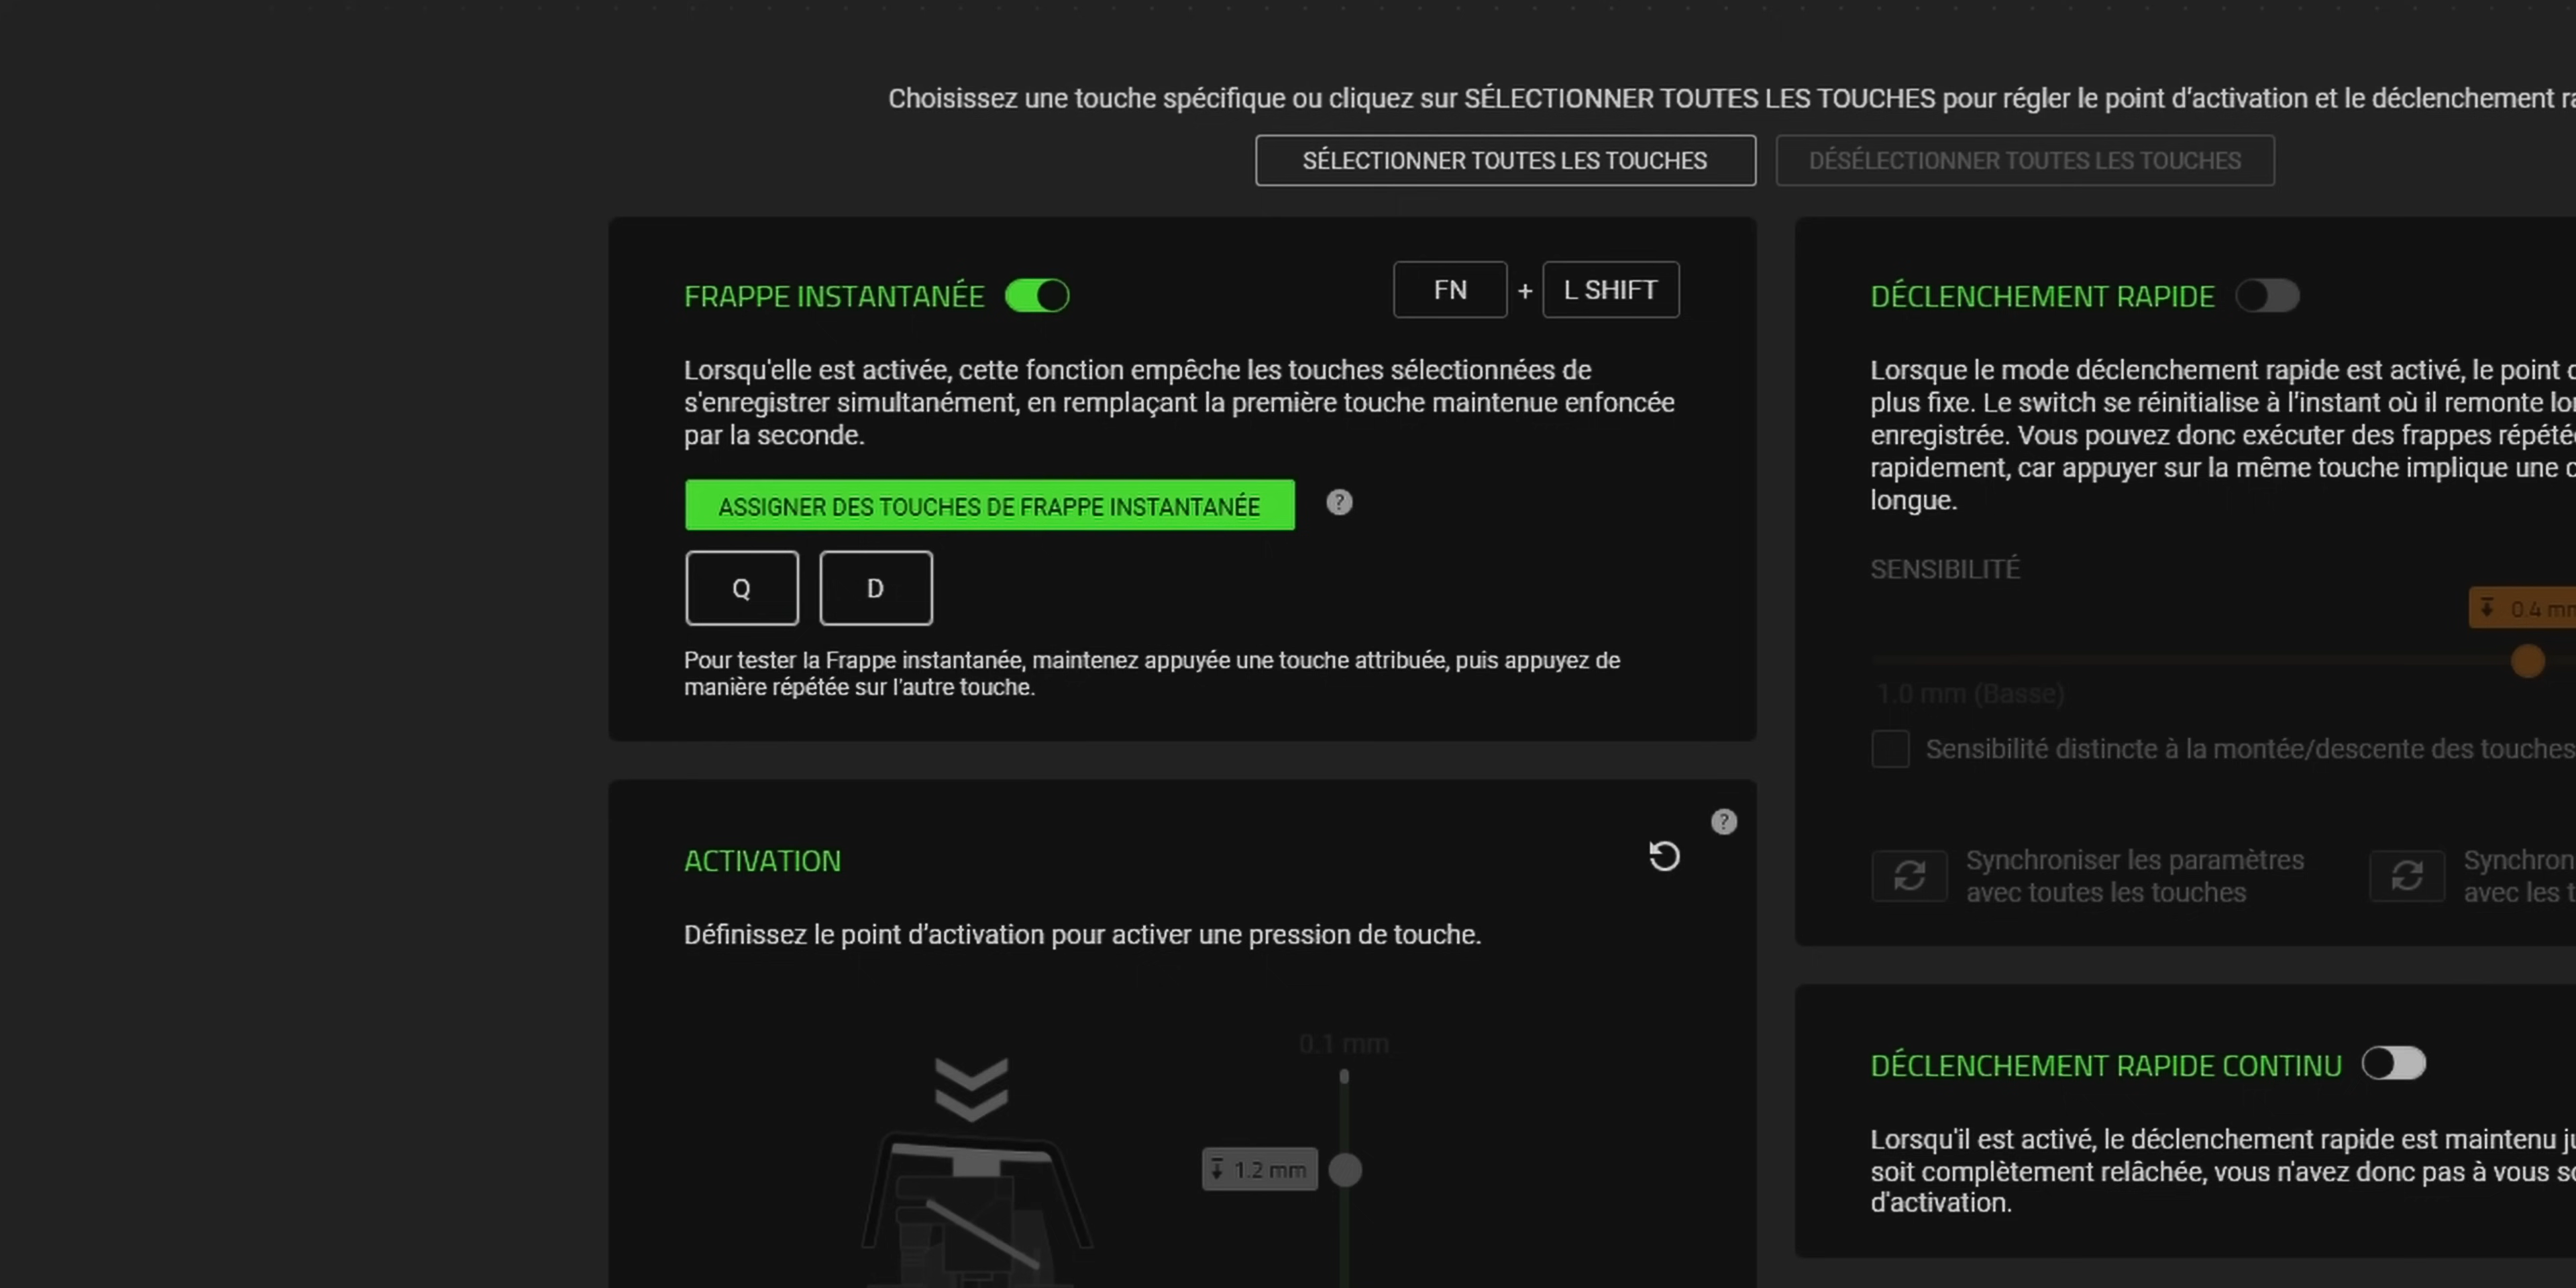 Choisissez une touche spécifique ou cliquez sur SÉLECTIONNER TOUTES LES TOUCHES pour régler le point d'activation et le déclenchement
SÉLECTIONNER TOUTES LES TOUCHES
DÉSÉLECTIONNER TOUTES LES TOUCHES
FRAPPE INSTANTANÉE
FN + L SHIFT
Lorsqu'elle est activée, cette fonction empêche les touches sélectionnées de
s'enregistrer simultanément, en remplaçant la première touche maintenue enfoncée
par la seconde.
ASSIGNER DES TOUCHES DE FRAPPE INSTANTANÉE
?
Q
D
Pour tester la Frappe instantanée, maintenez appuyée une touche attribuée, puis appuyez de
manière répétée sur l'autre touche.
ACTIVATION
?
Définissez le point d'activation pour activer une pression de touche.
0.1 mm
1.2 mm
DÉCLENCHEMENT RAPIDE
Lorsque le mode déclenchement rapide est activé, le point
plus fixe. Le switch se réinitialise à l'instant où il remonte
enregistrée. Vous pouvez donc exécuter des frappes
rapidement, car appuyer sur la même touche implique une
longue.
SENSIBILITÉ
0.4
1.0 mm (Basse)
Sensibilité distincte à la montée/descente des touches
Synchroniser les paramètres
avec toutes les touches
avec les
DÉCLENCHEMENT RAPIDE CONTINU
Lorsqu'il est activé, le déclenchement rapide est maintenu
soit complètement relâchée, vous n'avez donc pas à vous
d'activation.